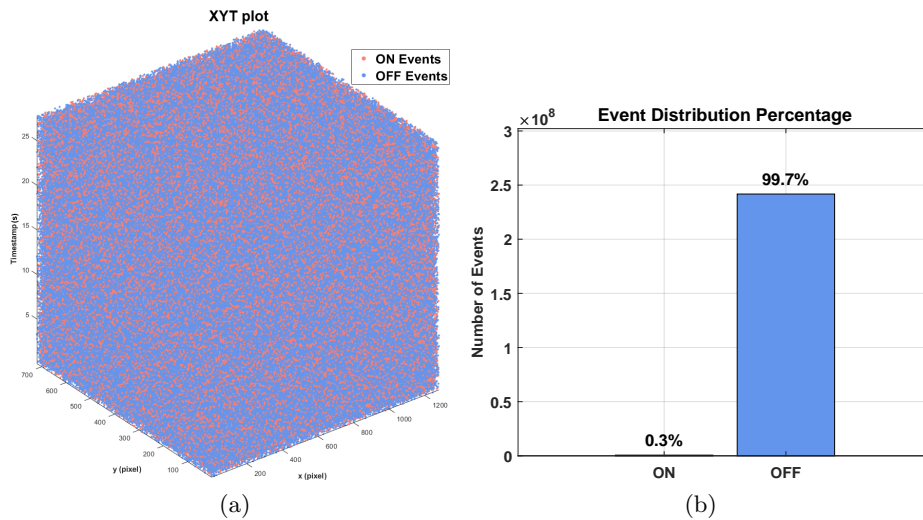 XYT plot
ON Events
OFF Events
25
20
15
10
5
Timestamp(s)
700
600
500
400
300
200
100
y (pixel)
200
400
600
800
1000
1200
x (pixel)
(a)
Event Distribution Percentage
×10⁸
3
2.5
2
1.5
1
0.5
0
Number of Events
0.3%
99.7%
ON
OFF
(b)